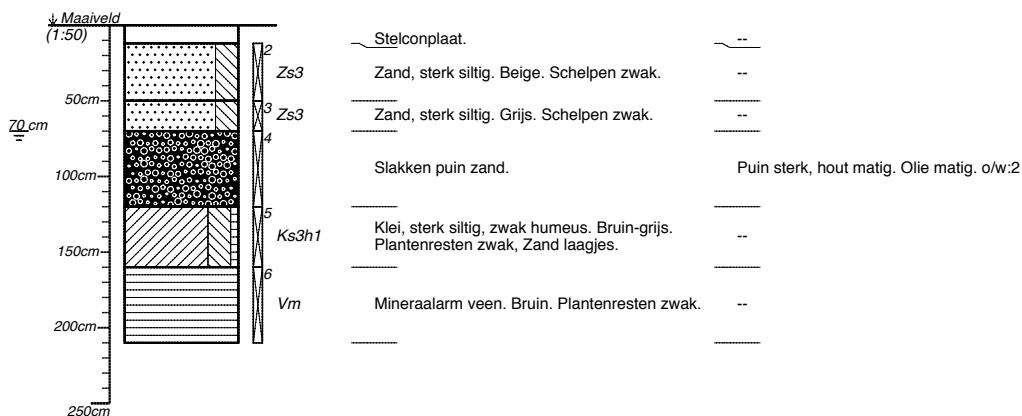 Maaiveld
(1:50)
Stelconplaat. --
2
Zs3 Zand, sterk siltig. Beige. Schelpen zwak. --
50cm
3
Zs3 Zand, sterk siltig. Grijs. Schelpen zwak. --
70 cm
4
100cm Slakken puin zand. Puin sterk, hout matig. Olie matig. o/w:2
5
Ks3h1 Klei, sterk siltig, zwak humeus. Bruin-grijs.
Plantenresten zwak, Zand laagjes. --
150cm
6
Vm Mineraalarm veen. Bruin. Plantenresten zwak. --
200cm
250cm